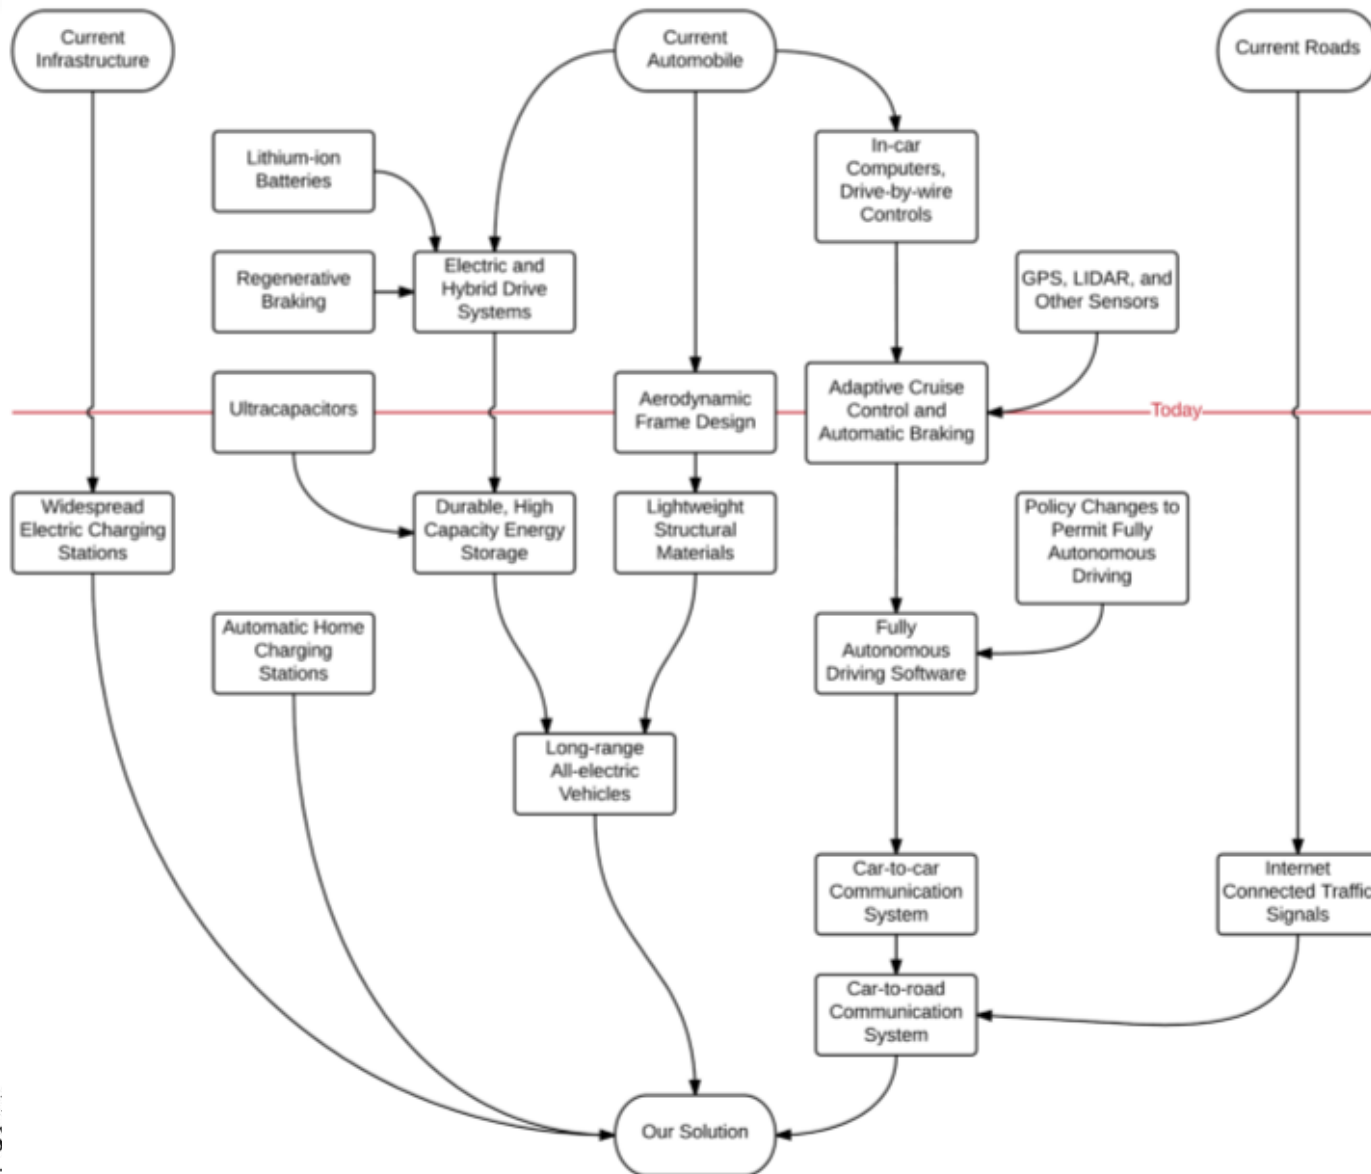 Current
Infrastructure
Current
Automobile
Current Roads
Lithium-ion
Batteries
In-car
Computers,
Drive-by-wire
Controls
Regenerative
Braking
Electric and
Hybrid Drive
Systems
GPS, LIDAR, and
Other Sensors
Ultracapacitors
Aerodynamic
Frame Design
Adaptive Cruise
Control and
Automatic Braking
Today
Widespread
Electric Charging
Stations
Durable, High
Capacity Energy
Storage
Lightweight
Structural
Materials
Policy Changes to
Permit Fully
Autonomous
Driving
Automatic Home
Charging
Stations
Fully
Autonomous
Driving Software
Long-range
All-electric
Vehicles
Car-to-car
Communication
System
Internet
Connected Traffic
Signals
Car-to-road
Communication
System
Our Solution